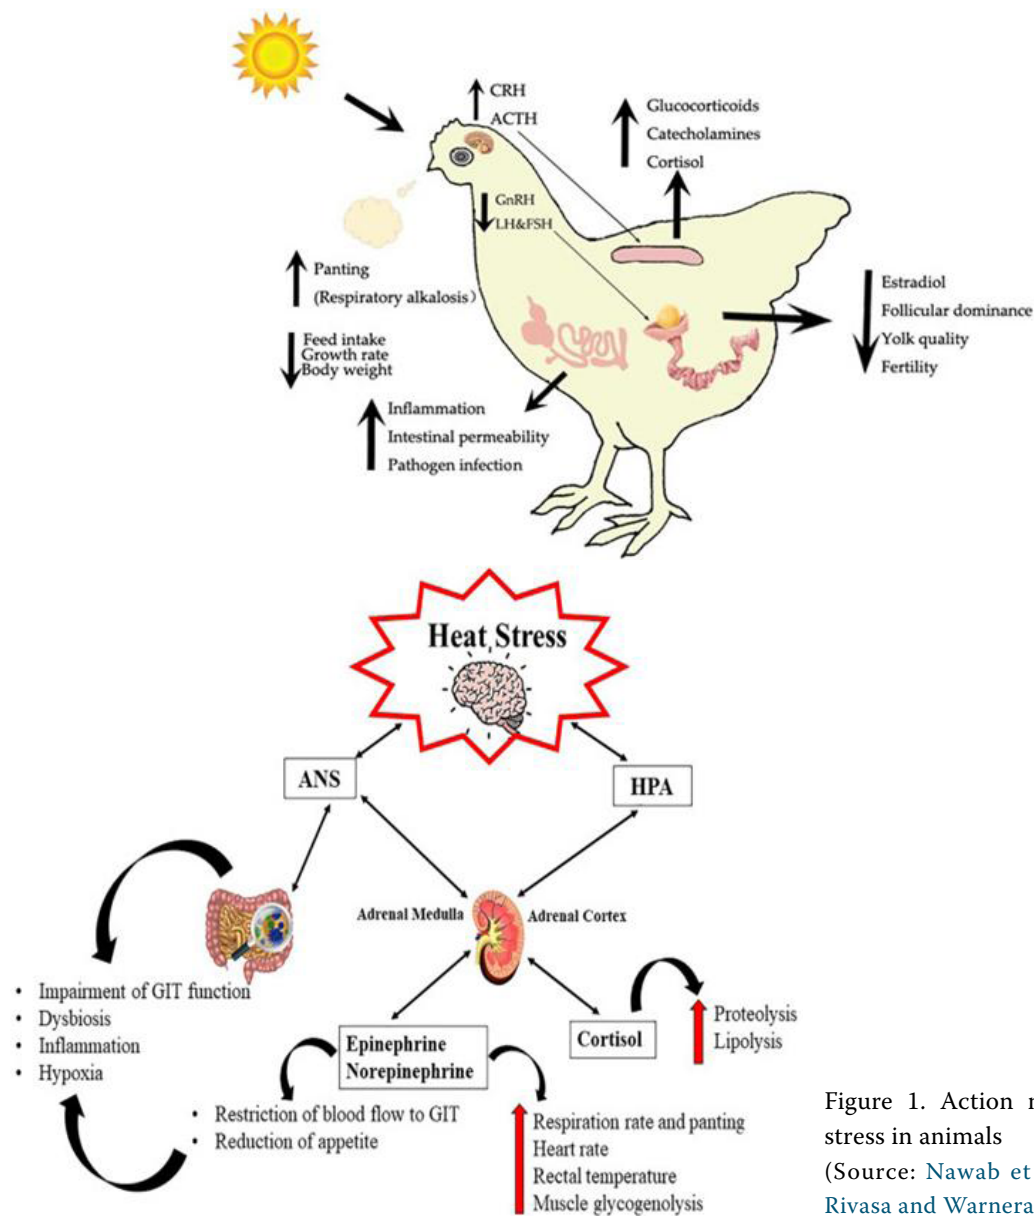 CRH
ACTH
Glucocorticoids
Catecholamines
Cortisol
GnRH
LH&FSH
Panting
(Respiratory alkalosis)
Feed intake
Growth rate
Body weight
Estradiol
Follicular dominance
Yolk quality
Fertility
Inflammation
Intestinal permeability
Pathogen infection
Heat Stress
ANS
HPA
Adrenal Medulla
Adrenal Cortex
• Impairment of GIT function
• Dysbiosis
• Inflammation
• Hypoxia
Epinephrine
Norepinephrine
Cortisol
Proteolysis
Lipolysis
• Restriction of blood flow to GIT
• Reduction of appetite
Respiration rate and panting
Heart rate
Rectal temperature
Muscle glycogenolysis
Figure 1. Action
stress in animals
(Source: Nawab et
Rivasa and Warnera